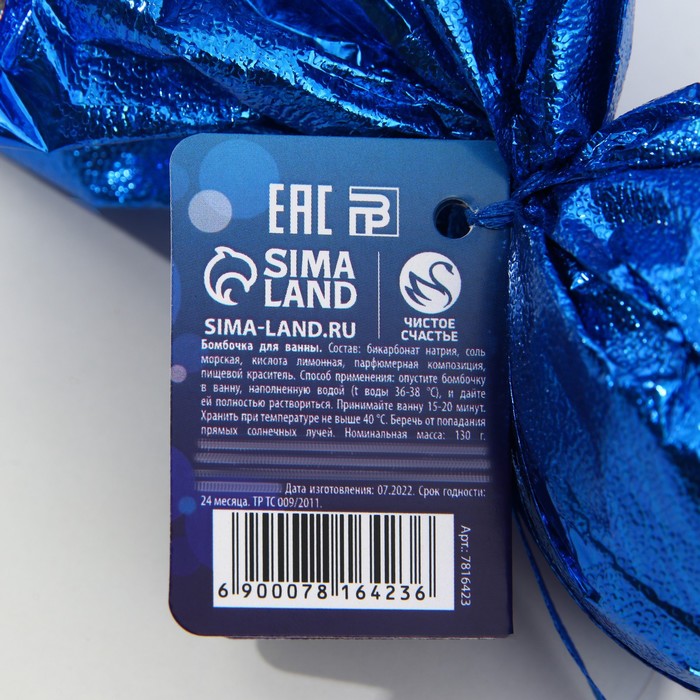 EAC
SIMA
LAND
SIMA-LAND.RU
ЧИСТОЕ
СЧАСТЬЕ
Бомбочка для ванны. Состав: бикарбонат натрия, соль
морская, кислота лимонная, парфюмерная композиция,
пищевой краситель. Способ применения: опустите бомбочку
в ванну, наполненную водой (t воды 36-38 °C), и дайте
ей полностью раствориться. Принимайте ванну 15-20 минут.
Хранить при температуре не выше 40 °C. Беречь от попадания
прямых солнечных лучей. Номинальная масса: 130 г.
Дата изготовления: 07.2022. Срок годности:
24 месяца. ТР ТС 009/2011.
Арт.: 7816423
6 900078 164236